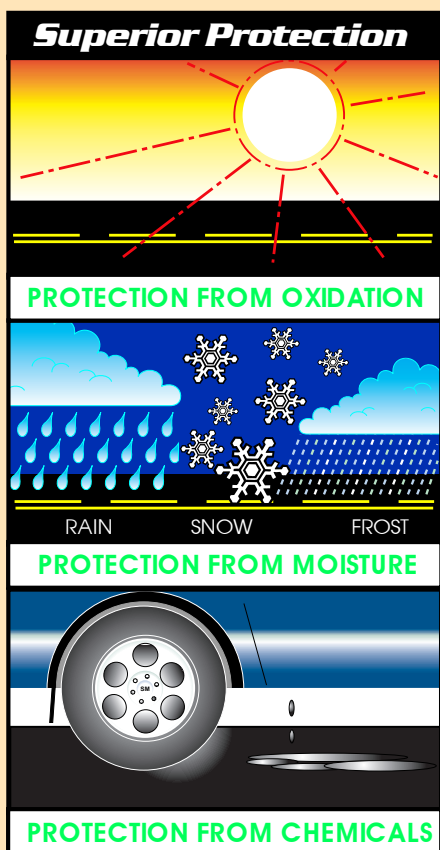 Superior Protection
PROTECTION FROM OXIDATION
RAIN SNOW FROST
PROTECTION FROM MOISTURE
SM
PROTECTION FROM CHEMICALS